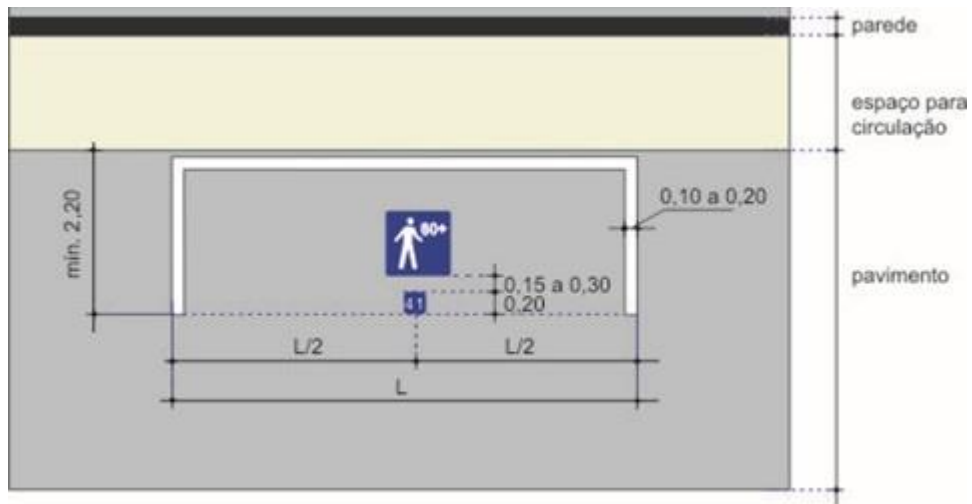 parede
espaço para
circulação
mín. 2,20
60+
0,10 a 0,20
0,15 a 0,30
41
0,20
pavimento
L/2
L/2
L